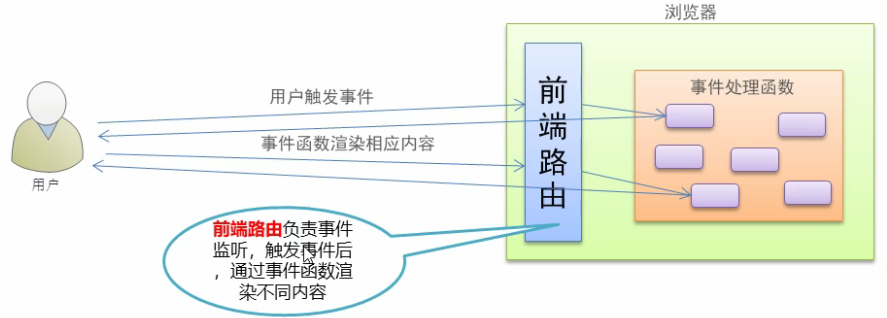 浏览器
用户触发事件
事件函数渲染相应内容
用户
前端路由
事件处理函数
前端路由负责事件
监听，触发事件后
，通过事件函数渲
染不同内容